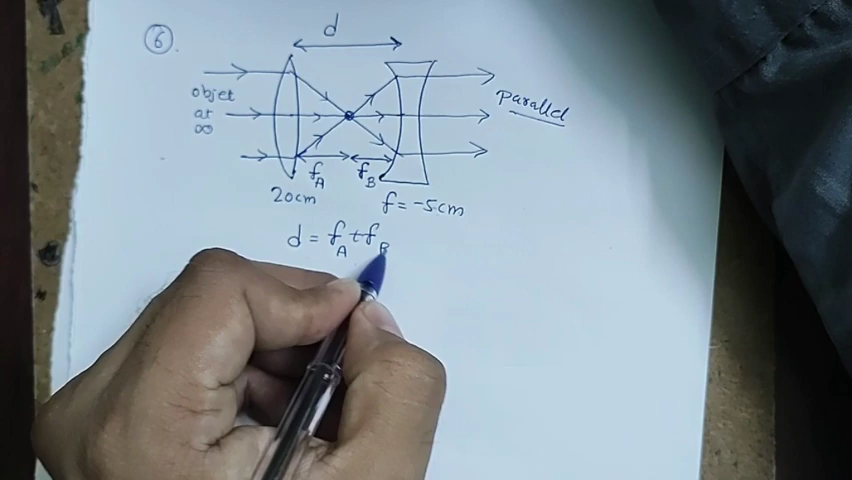 6.
d
objet
at
∞
parallel
f_A f_B
20cm
f = -5cm
d = f_A + f_B